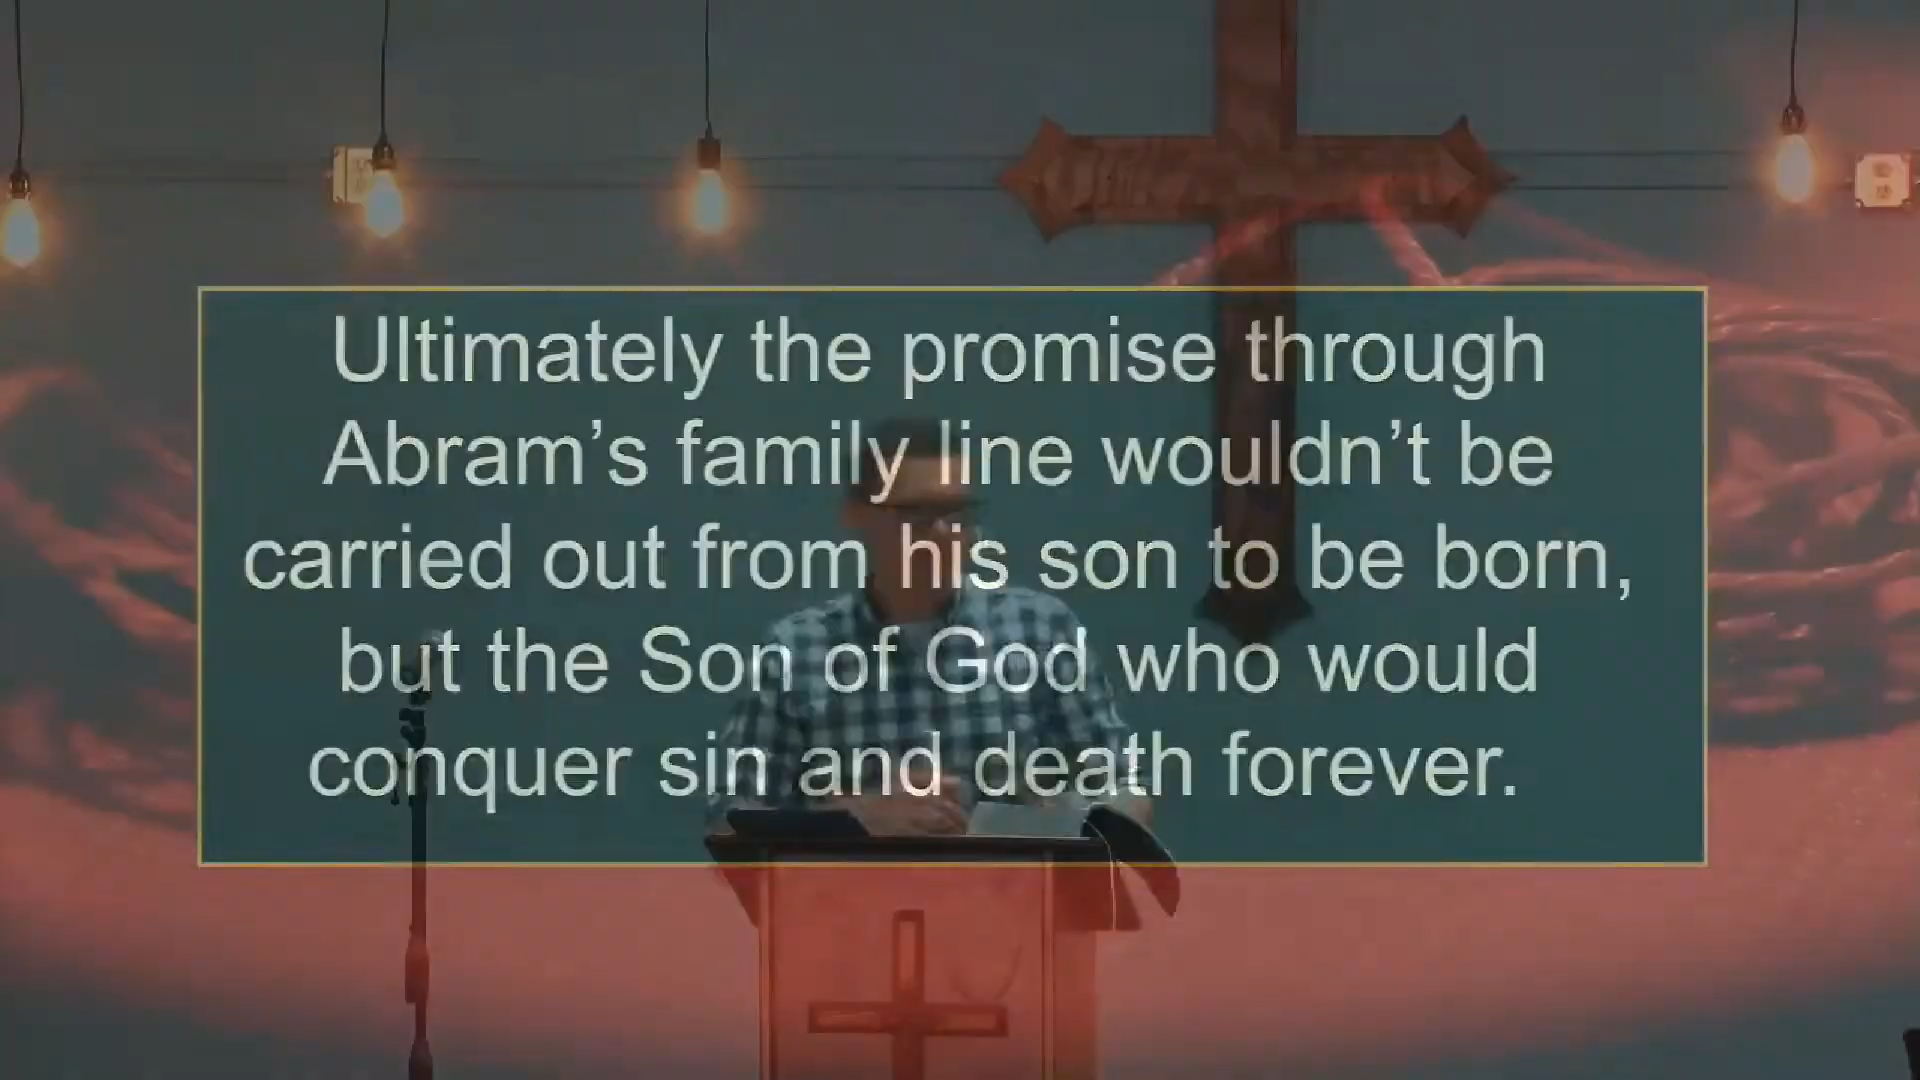 Ultimately the promise through
Abram’s family line wouldn’t be
carried out from his son to be born,
but the Son of God who would
conquer sin and death forever.